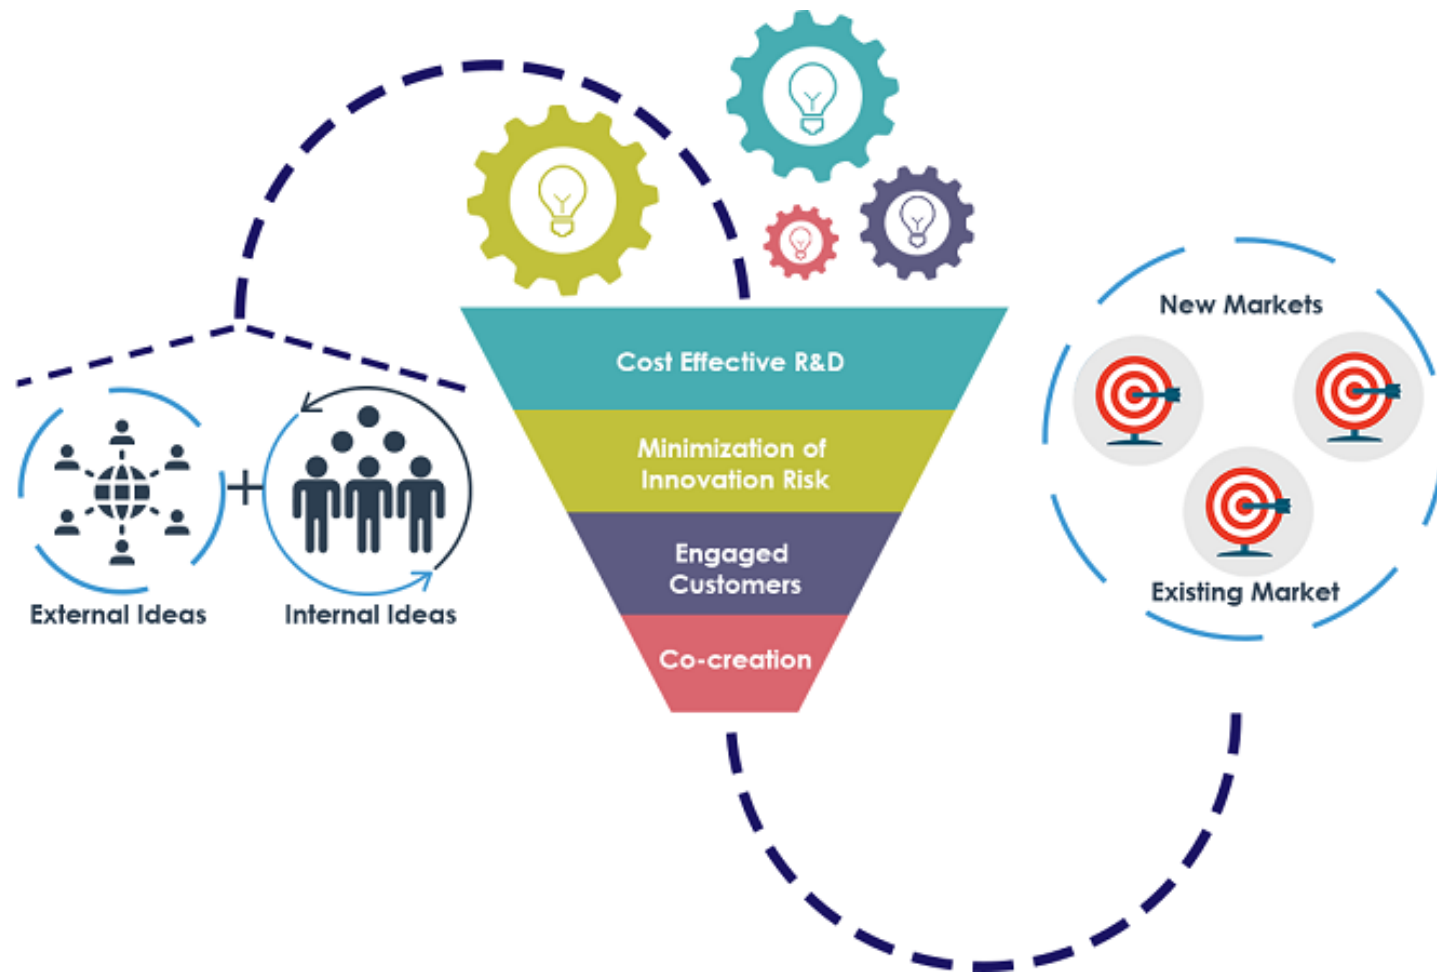 New Markets
Cost Effective R&D
Minimization of
Innovation Risk
Engaged
Customers
Existing Market
External Ideas
Internal Ideas
Co-creation